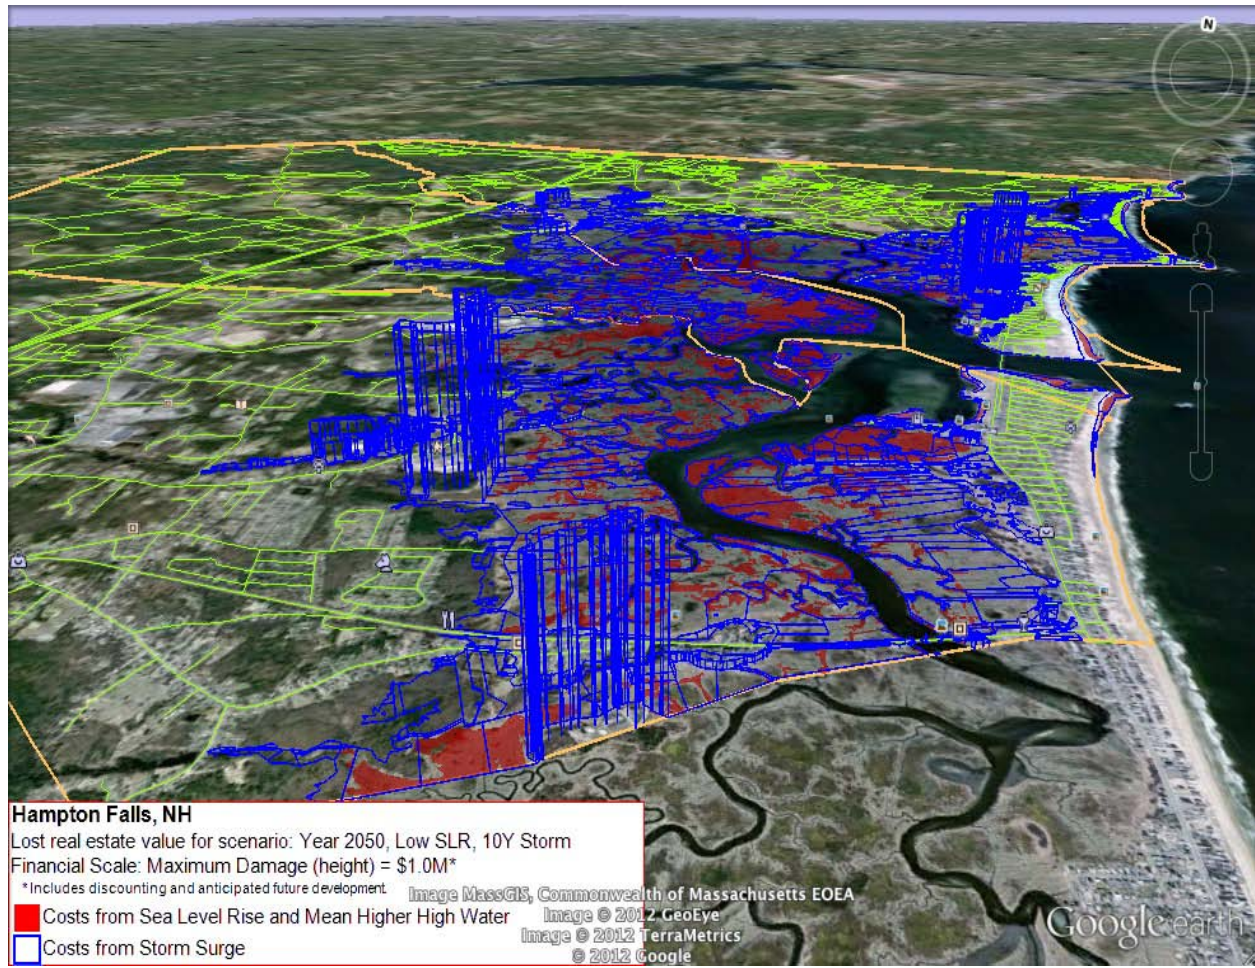 N
Hampton Falls, NH
Lost real estate value for scenario: Year 2050, Low SLR, 10Y Storm
Financial Scale: Maximum Damage (height) = $1.0M*
*Includes discounting and anticipated future development.
Costs from Sea Level Rise and Mean Higher High Water
Costs from Storm Surge
Image MassGIS, Commonwealth of Massachusetts EOEA
Image © 2012 GeoEye
Image © 2012 TerraMetrics
© 2012 Google
Google earth